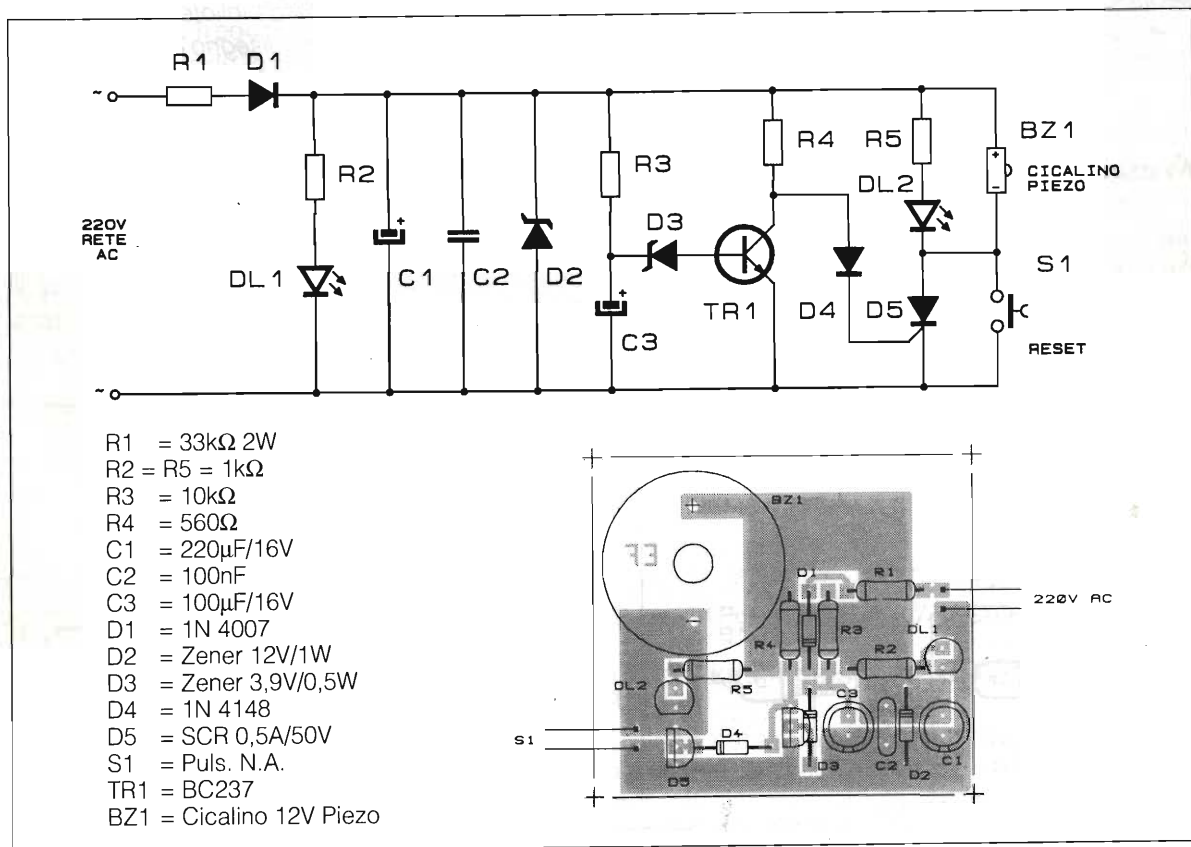 R1 D1
R2
R3
R4
R5
BZ1
CICALINO
PIEZO
220V
RETE
AC
DL1
C1
C2
D2
D3
C3
TR1
D4
D5
DL2
S1
RESET
R1 = 33kΩ 2W
R2 = R5 = 1kΩ
R3 = 10kΩ
R4 = 560Ω
C1 = 220µF/16V
C2 = 100nF
C3 = 100µF/16V
D1 = 1N 4007
D2 = Zener 12V/1W
D3 = Zener 3,9V/0,5W
D4 = 1N 4148
D5 = SCR 0,5A/50V
S1 = Puls. N.A.
TR1 = BC237
BZ1 = Cicalino 12V Piezo
BZ1
EF
D1
R1
220V AC
DL1
R4
R3
R2
R5
DL2
C3
S1
D4
D5
D3
C2
D2
C1